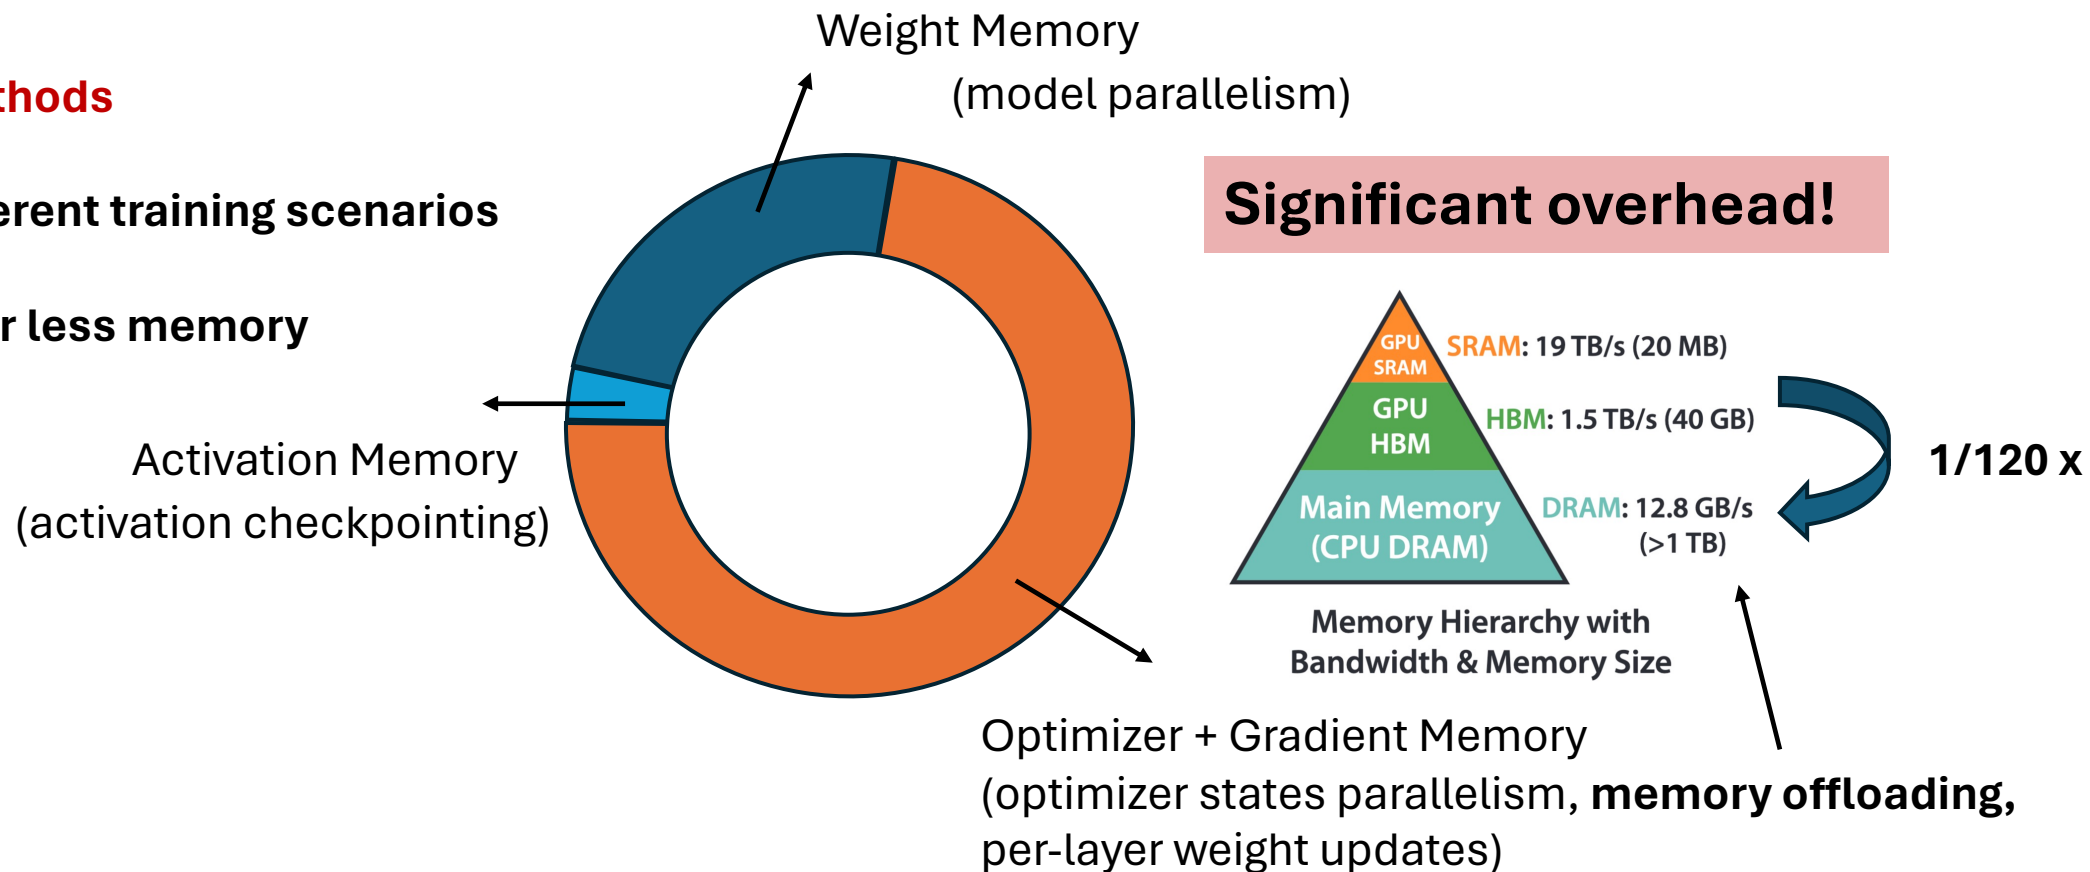 Weight Memory
(model parallelism)
thods
erent training scenarios
r less memory
Activation Memory
(activation checkpointing)
Significant overhead!
GPU
SRAM
SRAM: 19 TB/s (20 MB)
GPU
HBM
HBM: 1.5 TB/s (40 GB)
Main Memory
(CPU DRAM)
DRAM: 12.8 GB/s
(>1 TB)
1/120 x
Memory Hierarchy with
Bandwidth & Memory Size
Optimizer + Gradient Memory
(optimizer states parallelism, memory offloading,
per-layer weight updates)